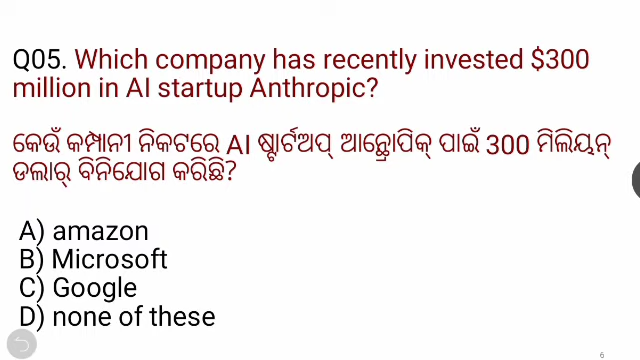 Q05. Which company has recently invested $300
million in AI startup Anthropic?
କେଉଁ କମ୍ପାନୀ ନିକଟରେ AI ଷ୍ଟାର୍ଟଅପ୍ ଆନ୍ଥ୍ରୋପିକ୍ ପାଇଁ 300 ମିଲିୟନ୍
ଡଲାର୍ ବିନିଯୋଗ କରିଛି?
A) amazon
B) Microsoft
C) Google
D) none of these
6